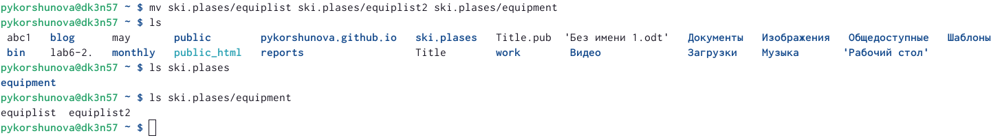 pykorshunova@dk3n57 ~ $ mv ski.plases/equiplist ski.plases/equiplist2 ski.plases/equipment
pykorshunova@dk3n57 ~ $ ls
abc1 blog may public pykorshunova.github.io ski.plases Title.pub 'Без имени 1.odt' Документы Изображения Общедоступные Шаблоны
bin lab6-2. monthly public_html reports Title work Видео Загрузки Музыка 'Рабочий стол'
pykorshunova@dk3n57 ~ $ ls ski.plases
equipment
pykorshunova@dk3n57 ~ $ ls ski.plases/equipment
equiplist equiplist2
pykorshunova@dk3n57 ~ $